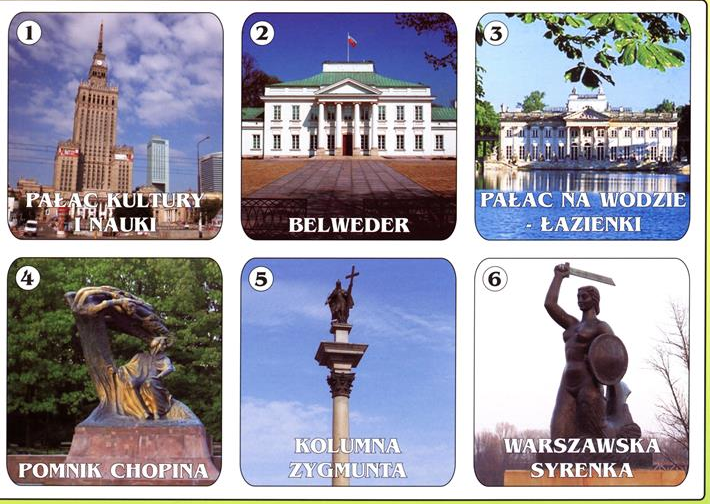 1
PAŁAC KULTURY
I NAUKI
2
BELWEDER
3
PAŁAC NA WODZIE
- ŁAZIENKI
4
POMNIK CHOPINA
5
KOLUMNA
ZYGMUNTA
6
WARSZAWSKA
SYRENKA